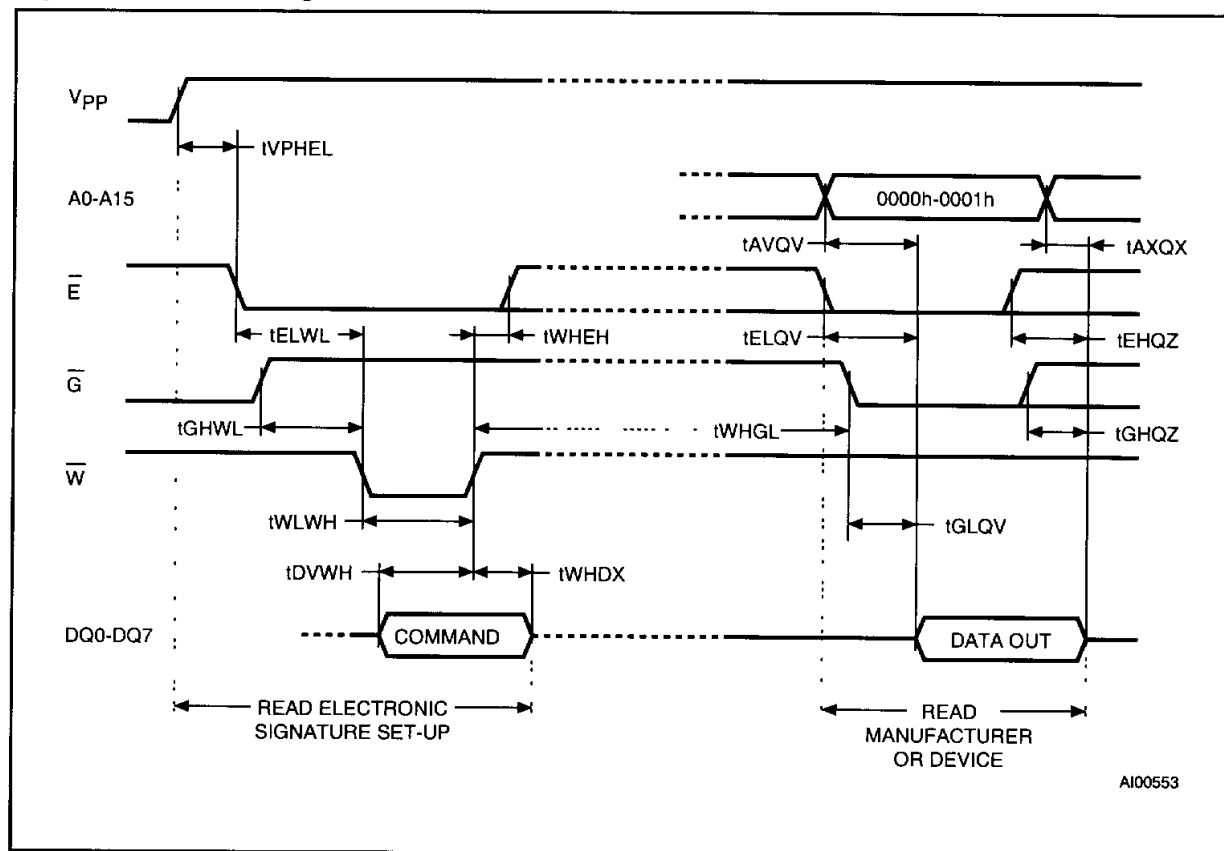 VPP
tVPHEL
A0-A15
0000h-0001h
tAVQV
tAXQX
E
tELWL
tWHEH
tELQV
tEHQZ
G
tGHWL
tWHGL
tGHQZ
W
tWLWH
tGLQV
tDVWH
tWHDX
DQ0-DQ7
COMMAND
DATA OUT
READ ELECTRONIC
SIGNATURE SET-UP
READ
MANUFACTURER
OR DEVICE
AI00553